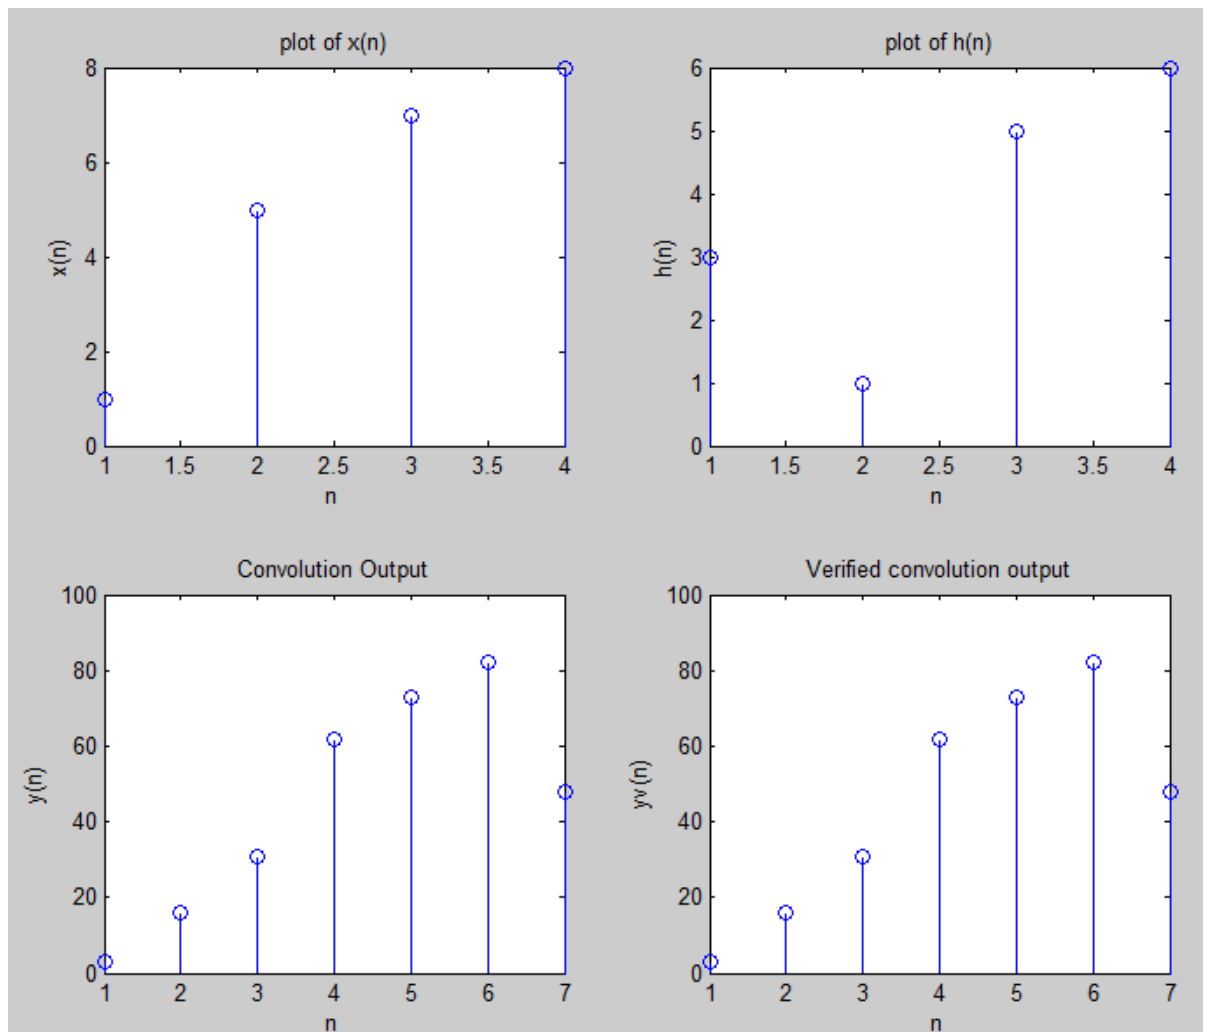 plot of x(n)
8
6
4
2
0
x(n)
1 1.5 2 2.5 3 3.5 4
n
plot of h(n)
6
5
4
3
2
1
0
h(n)
1 1.5 2 2.5 3 3.5 4
n
Convolution Output
100
80
60
40
20
0
y(n)
1 2 3 4 5 6 7
n
Verified convolution output
100
80
60
40
20
0
yv(n)
1 2 3 4 5 6 7
n